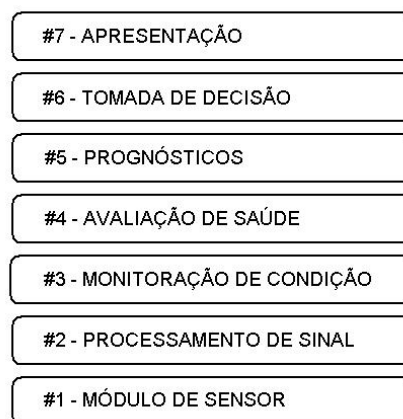 #7 - APRESENTAÇÃO
#6 - TOMADA DE DECISÃO
#5 - PROGNÓSTICOS
#4 - AVALIAÇÃO DE SAÚDE
#3 - MONITORAÇÃO DE CONDIÇÃO
#2 - PROCESSAMENTO DE SINAL
#1 - MÓDULO DE SENSOR